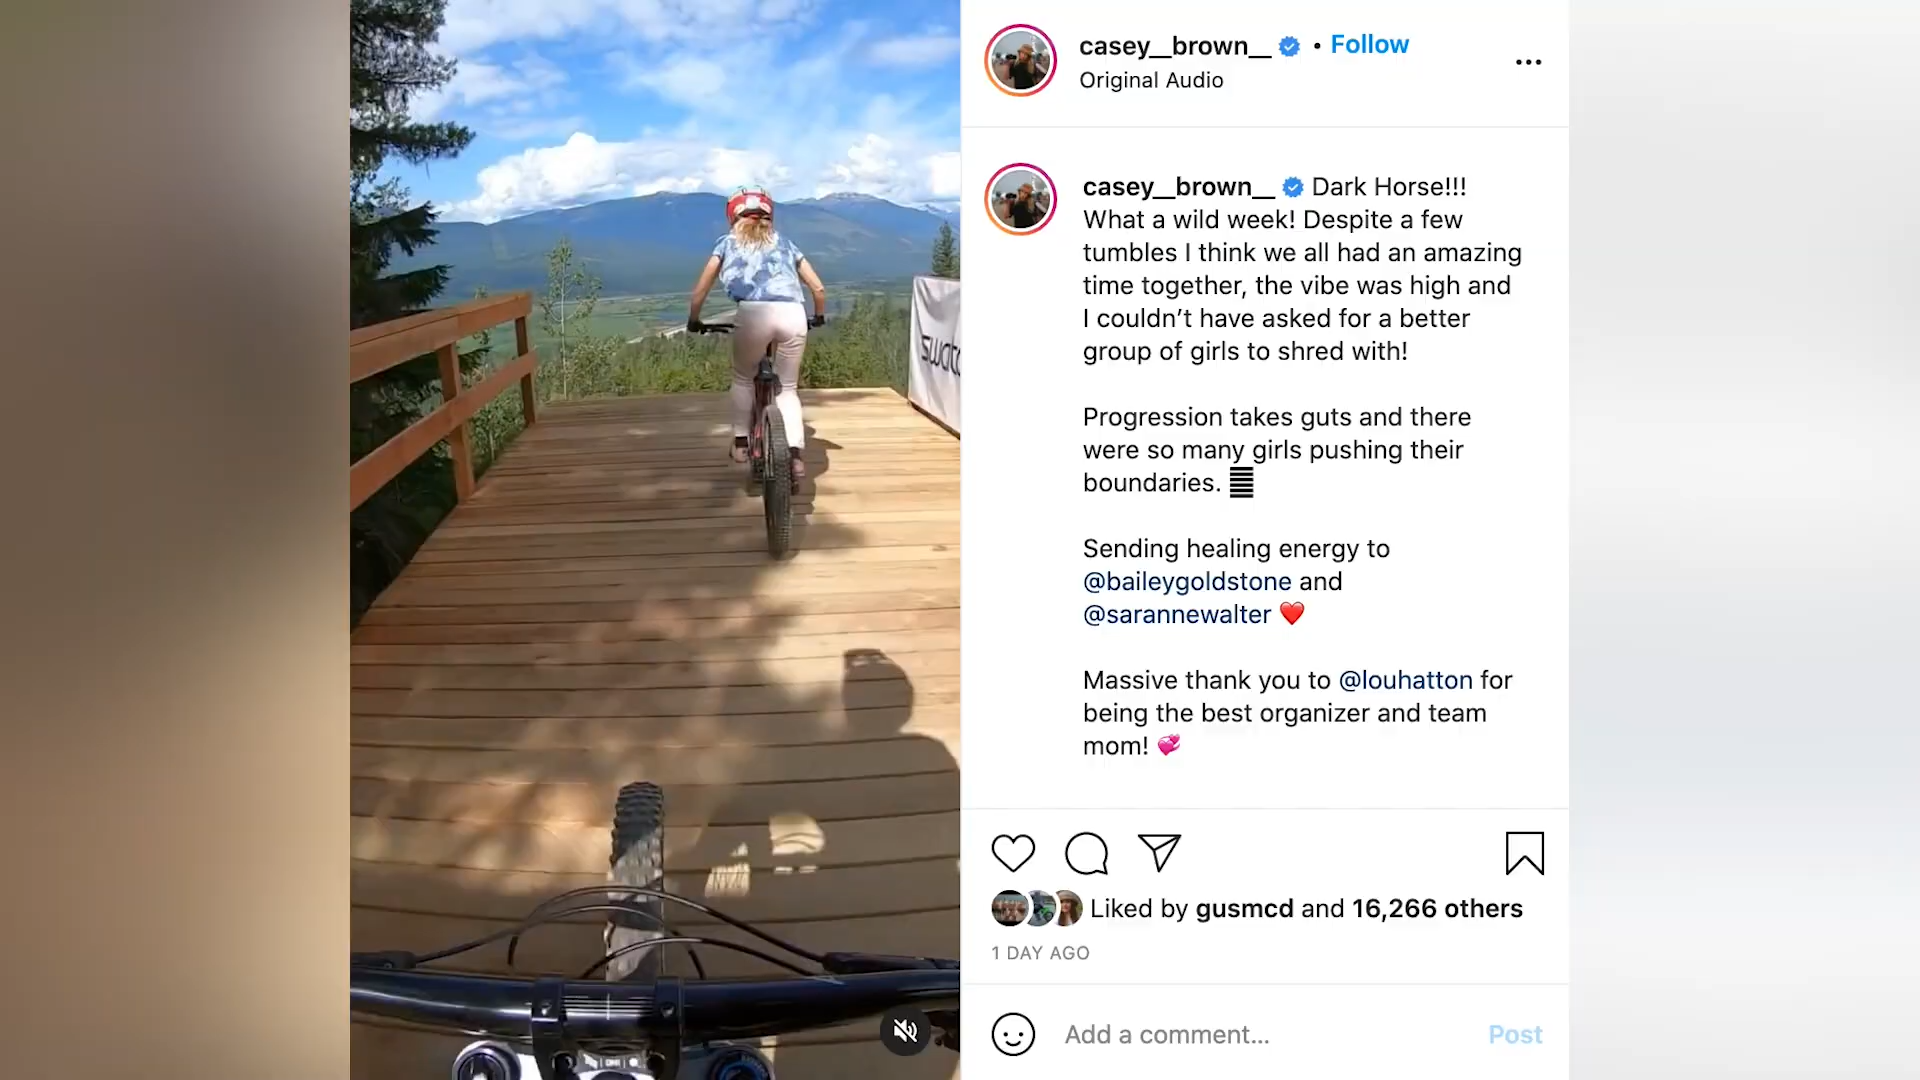 casey__brown__ • Follow
Original Audio
casey__brown__ Dark Horse!!!
What a wild week! Despite a few
tumbles I think we all had an amazing
time together, the vibe was high and
I couldn’t have asked for a better
group of girls to shred with!
Progression takes guts and there
were so many girls pushing their
boundaries.
Sending healing energy to
@baileygoldstone and
@sarannewalter ❤️
Massive thank you to @louhatton for
being the best organizer and team
mom! 💞
Liked by gusmcd and 16,266 others
1 DAY AGO
Add a comment... Post